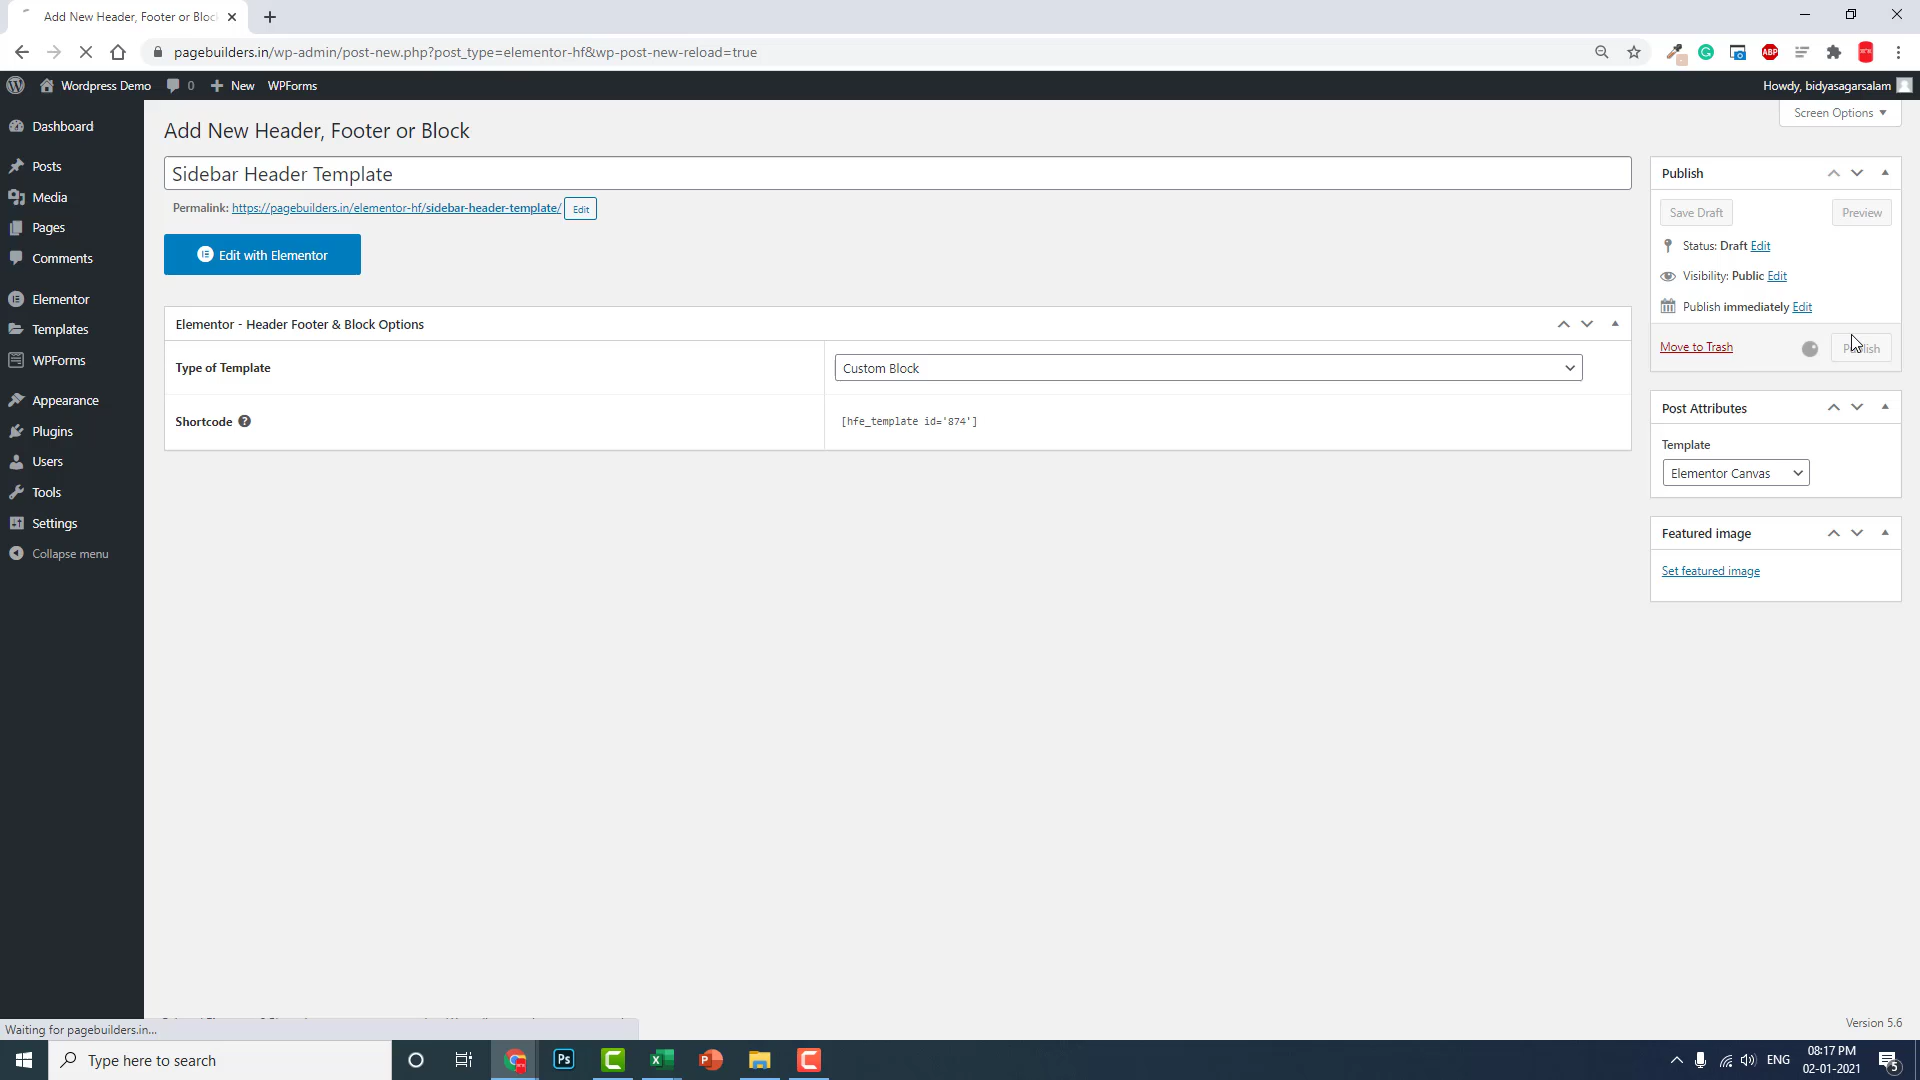 Add New Header, Footer or Bloc
pagebuilders.in/wp-admin/post-new.php?post_type=elementor-hf&wp-post-new-reload=true
ABP
Wordpress Demo
0
New
WPForms
Howdy, bidyasagarsalam
Dashboard
Posts
Media
Pages
Comments
Elementor
Templates
WPForms
Appearance
Plugins
Users
Tools
Settings
Collapse menu
Screen Options
Add New Header, Footer or Block
Sidebar Header Template
Permalink: https://pagebuilders.in/elementor-hf/sidebar-header-template/ Edit
Edit with Elementor
Elementor - Header Footer & Block Options
Type of Template
Custom Block
Shortcode
[hfe_template id='874']
Publish
Save Draft
Preview
Status: Draft Edit
Visibility: Public Edit
Publish immediately Edit
Move to Trash
Publish
Post Attributes
Template
Elementor Canvas
Featured image
Set featured image
Version 5.6
Waiting for pagebuilders.in...
Type here to search
Ps
ENG
08:17 PM
02-01-2021
5